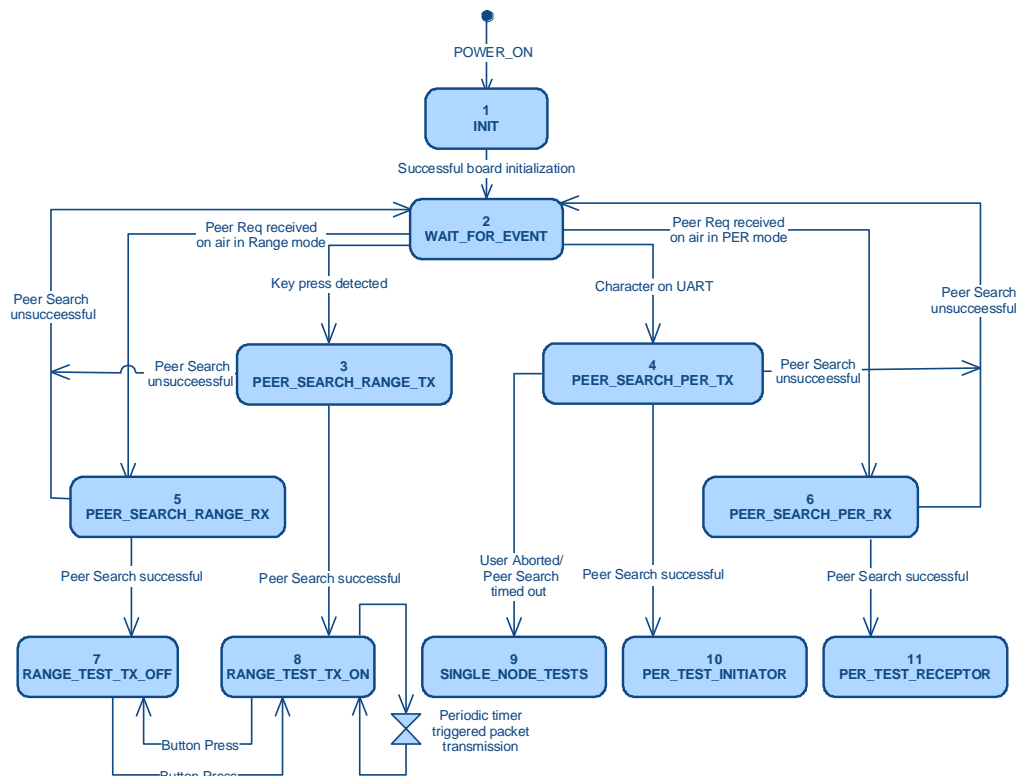 POWER_ON
1
INIT
Successful board initialization
2
WAIT_FOR_EVENT
Peer Req received
on air in Range mode
Peer Req received
on air in PER mode
Key press detected
Character on UART
Peer Search
unsucceessful
Peer Search
unsucceessful
3
PEER_SEARCH_RANGE_TX
Peer Search
unsucceessful
4
PEER_SEARCH_PER_TX
Peer Search
unsucceessful
5
PEER_SEARCH_RANGE_RX
6
PEER_SEARCH_PER_RX
Peer Search successful
Peer Search successful
User Aborted/
Peer Search
timed out
Peer Search successful
Peer Search successful
7
RANGE_TEST_TX_OFF
8
RANGE_TEST_TX_ON
9
SINGLE_NODE_TESTS
10
PER_TEST_INITIATOR
11
PER_TEST_RECEPTOR
Periodic timer
triggered packet
transmission
Button Press
Button Press